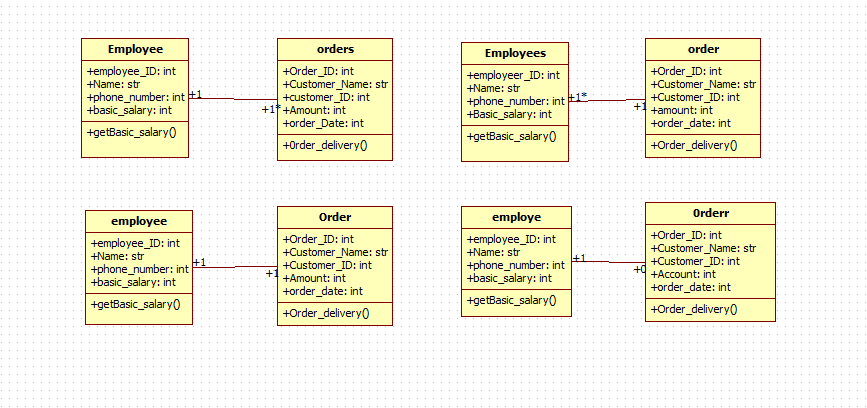 Employee
+employee_ID: int
+Name: str
+phone_number: int
+basic_salary: int
+getBasic_salary()
+1
+1*
orders
+Order_ID: int
+Customer_Name: str
+customer_ID: int
+Amount: int
+order_Date: int
+0rder_delivery()
Employees
+employeer_ID: int
+Name: str
+phone_number: int
+Basic_salary: int
+getBasic_salary()
+1*
+1
order
+Order_ID: int
+Customer_Name: str
+Customer_ID: int
+amount: int
+order_date: int
+Order_delivery()
employee
+employee_ID: int
+Name: str
+phone_number: int
+basic_salary: int
+getBasic_salary()
+1
+1
Order
+Order_ID: int
+Customer_Name: str
+Customer_ID: int
+Amount: int
+order_date: int
+Order_delivery()
employe
+employee_ID: int
+Name: str
+phone_number: int
+basic_salary: int
+getBasic_salary()
+1
+0
0rderr
+Order_ID: int
+Customer_Name: str
+Customer_ID: int
+Account: int
+order_date: int
+Order_delivery()